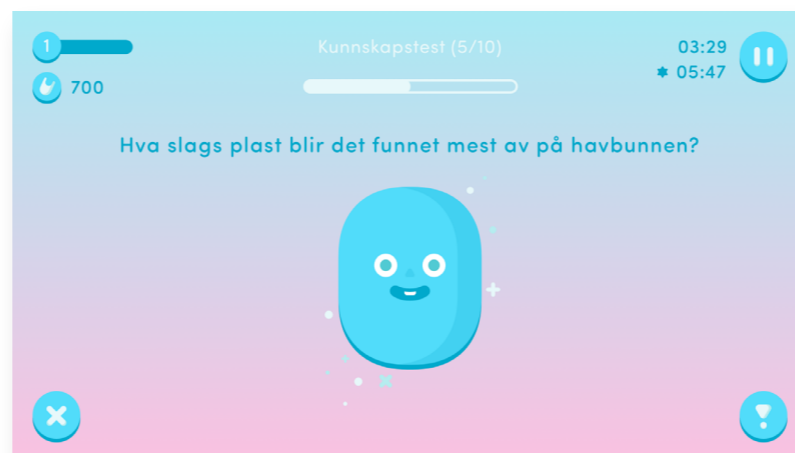 1
Kunnskapstest (5/10)
03:29
05:47
700
Hva slags plast blir det funnet mest av på havbunnen?